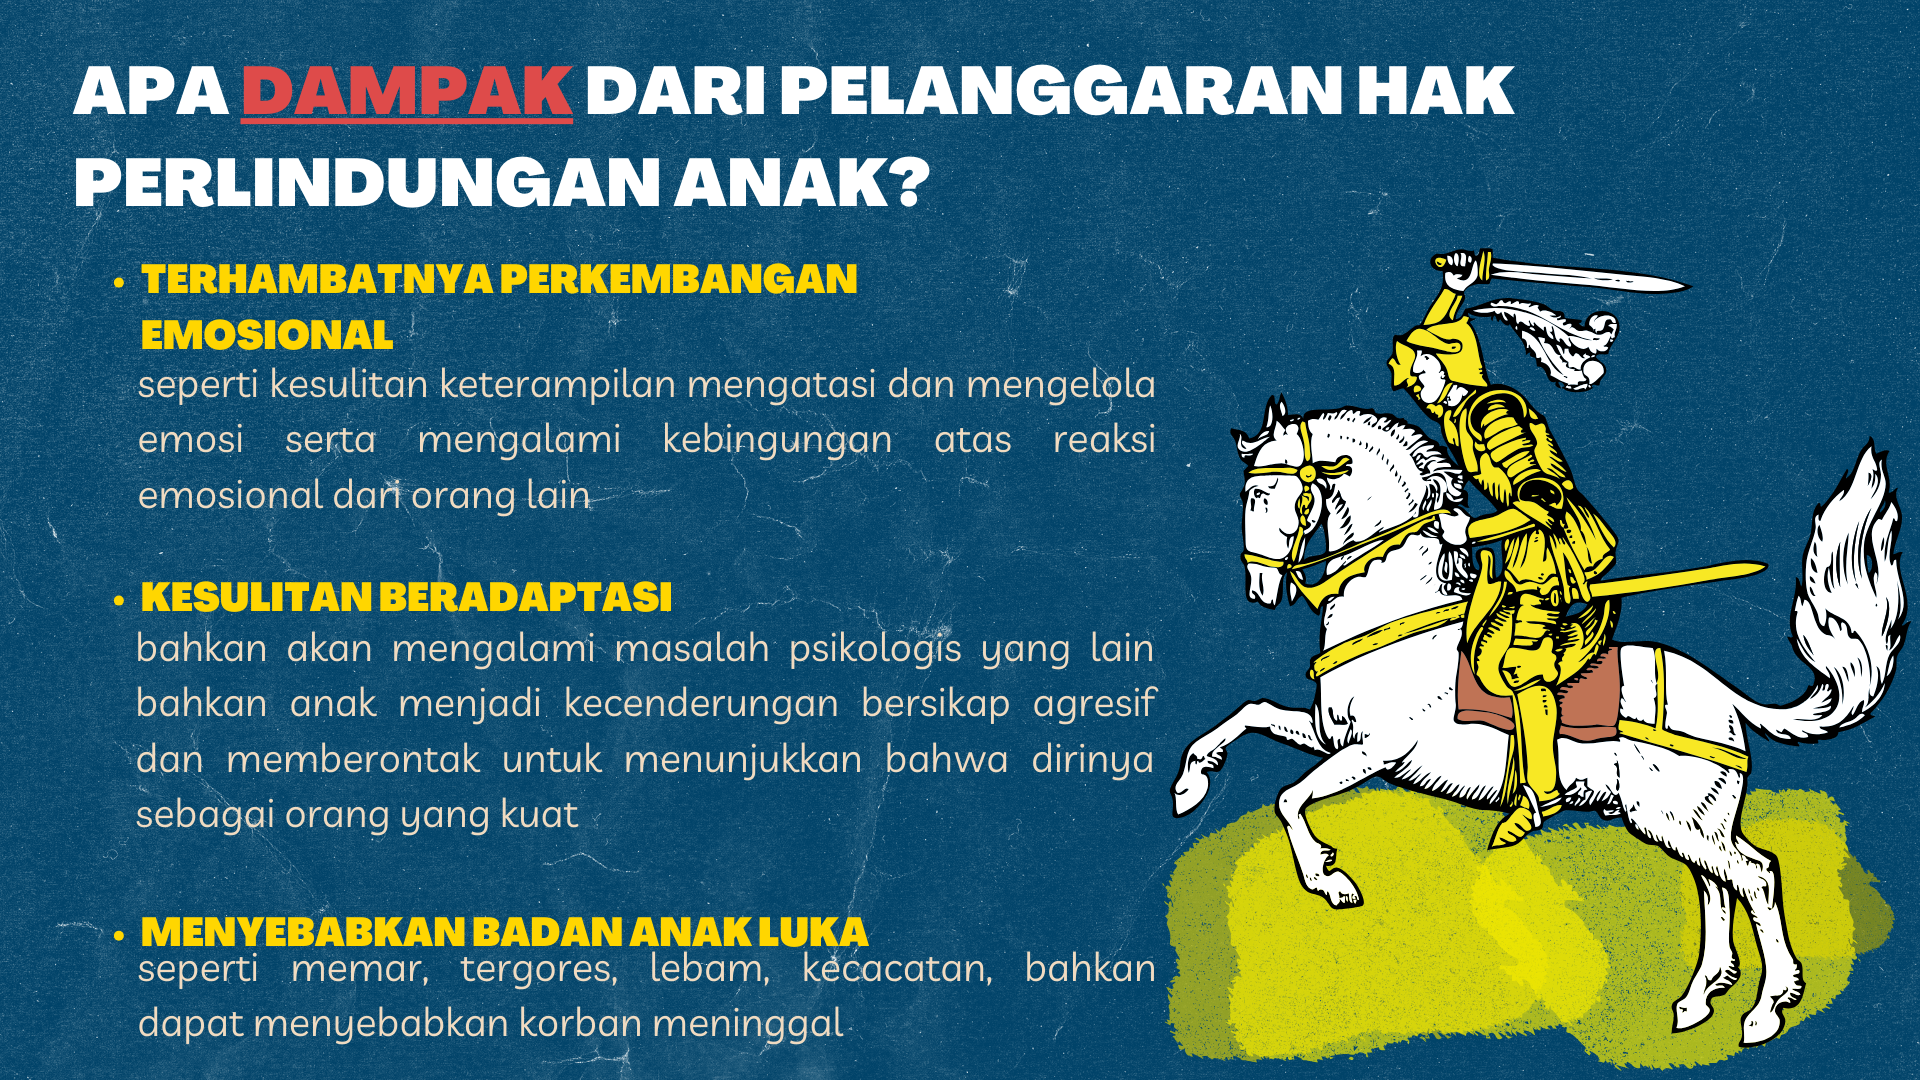 APA DAMPAK DARI PELANGGARAN HAK
PERLINDUNGAN ANAK?
• TERHAMBATNYA PERKEMBANGAN
EMOSIONAL
seperti kesulitan keterampilan mengatasi dan mengelola
emosi serta mengalami kebingungan atas reaksi
emosional dari orang lain
• KESULITAN BERADAPTASI
bahkan akan mengalami masalah psikologis yang lain
bahkan anak menjadi kecenderungan bersikap agresif
dan memberontak untuk menunjukkan bahwa dirinya
sebagai orang yang kuat
• MENYEBABKAN BADAN ANAK LUKA
seperti memar, tergores, lebam, kecacatan, bahkan
dapat menyebabkan korban meninggal